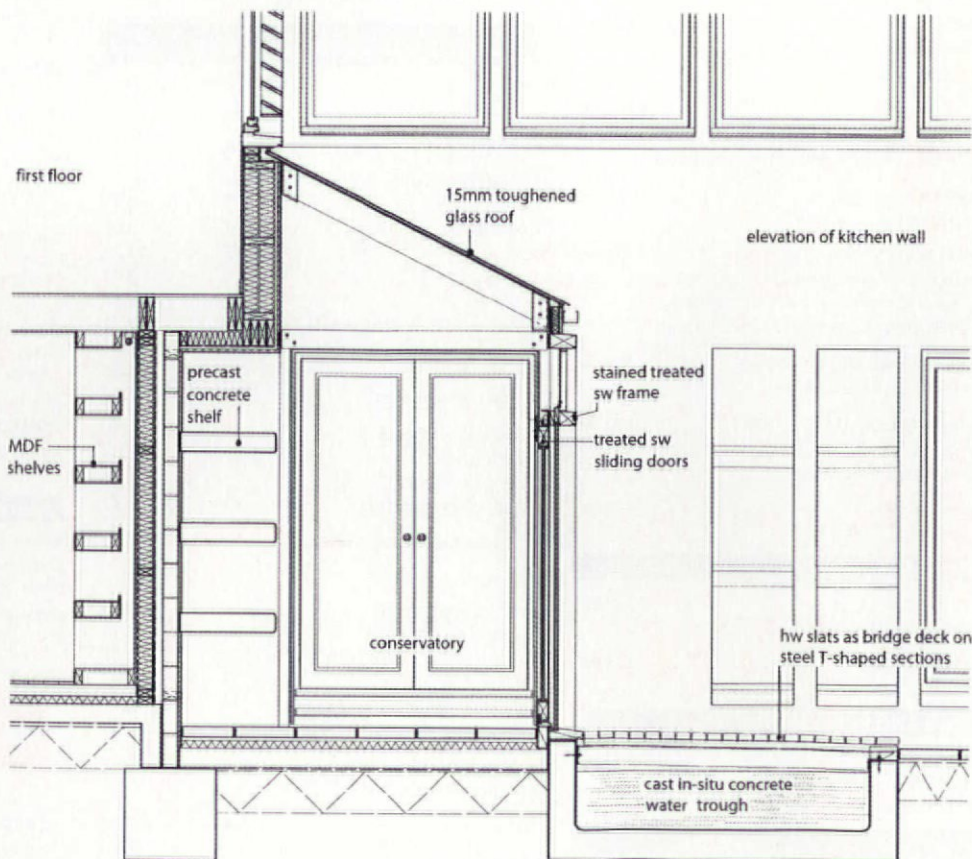 first floor
15mm toughened
glass roof
elevation of kitchen wall
precast
concrete
shelf
stained treated
sw frame
MDF
shelves
treated sw
sliding doors
conservatory
hw slats as bridge deck on
steel T-shaped sections
cast in-situ concrete
water trough